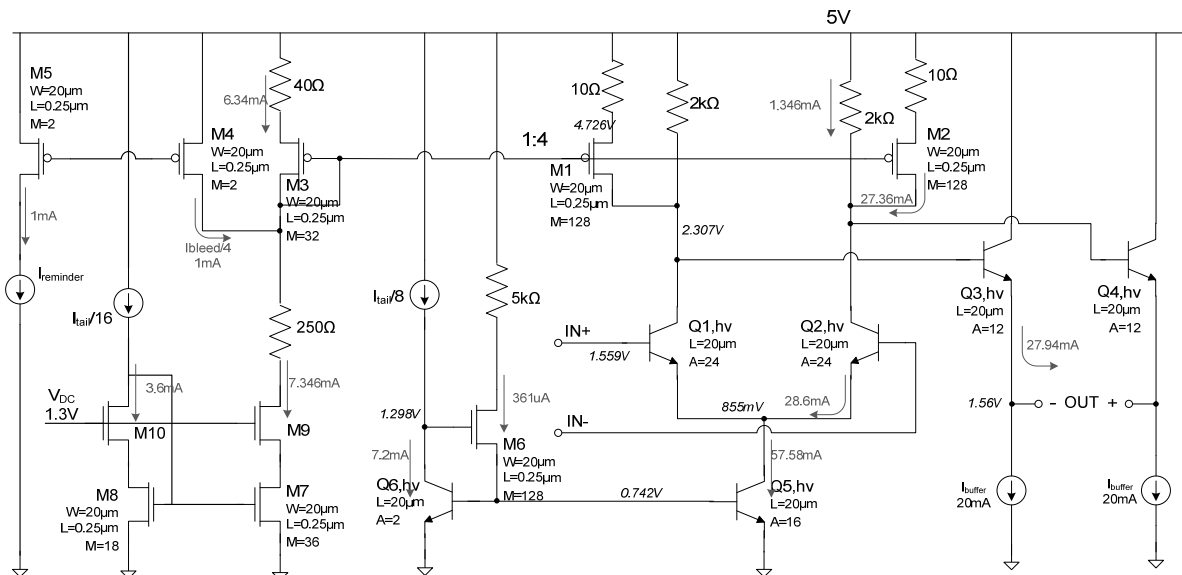 5V
M5
W=20µm
L=0.25µm
M=2
6.34mA
40Ω
M4
W=20µm
L=0.25µm
M=2
M3
W=20µm
L=0.25µm
M=32
1:4
10Ω
4.726V
M1
W=20µm
L=0.25µm
M=128
2kΩ
1.346mA
2kΩ
10Ω
M2
W=20µm
L=0.25µm
M=128
27.36mA
1mA
Ibleed/4
1mA
2.307V
Ireminder
Itail/16
250Ω
Itail/8
5kΩ
IN+
1.559V
Q1,hv
L=20µm
A=24
Q2,hv
L=20µm
A=24
Q3,hv
L=20µm
A=12
Q4,hv
L=20µm
A=12
27.94mA
3.6mA
7.346mA
VDC
1.3V
M10
M9
1.298V
361uA
855mV
28.6mA
1.56V
- OUT +
IN-
M6
W=20µm
L=0.25µm
M=128
7.2mA
57.58mA
M8
W=20µm
L=0.25µm
M=18
M7
W=20µm
L=0.25µm
M=36
Q6,hv
L=20µm
A=2
0.742V
Q5,hv
L=20µm
A=16
Ibuffer
20mA
Ibuffer
20mA